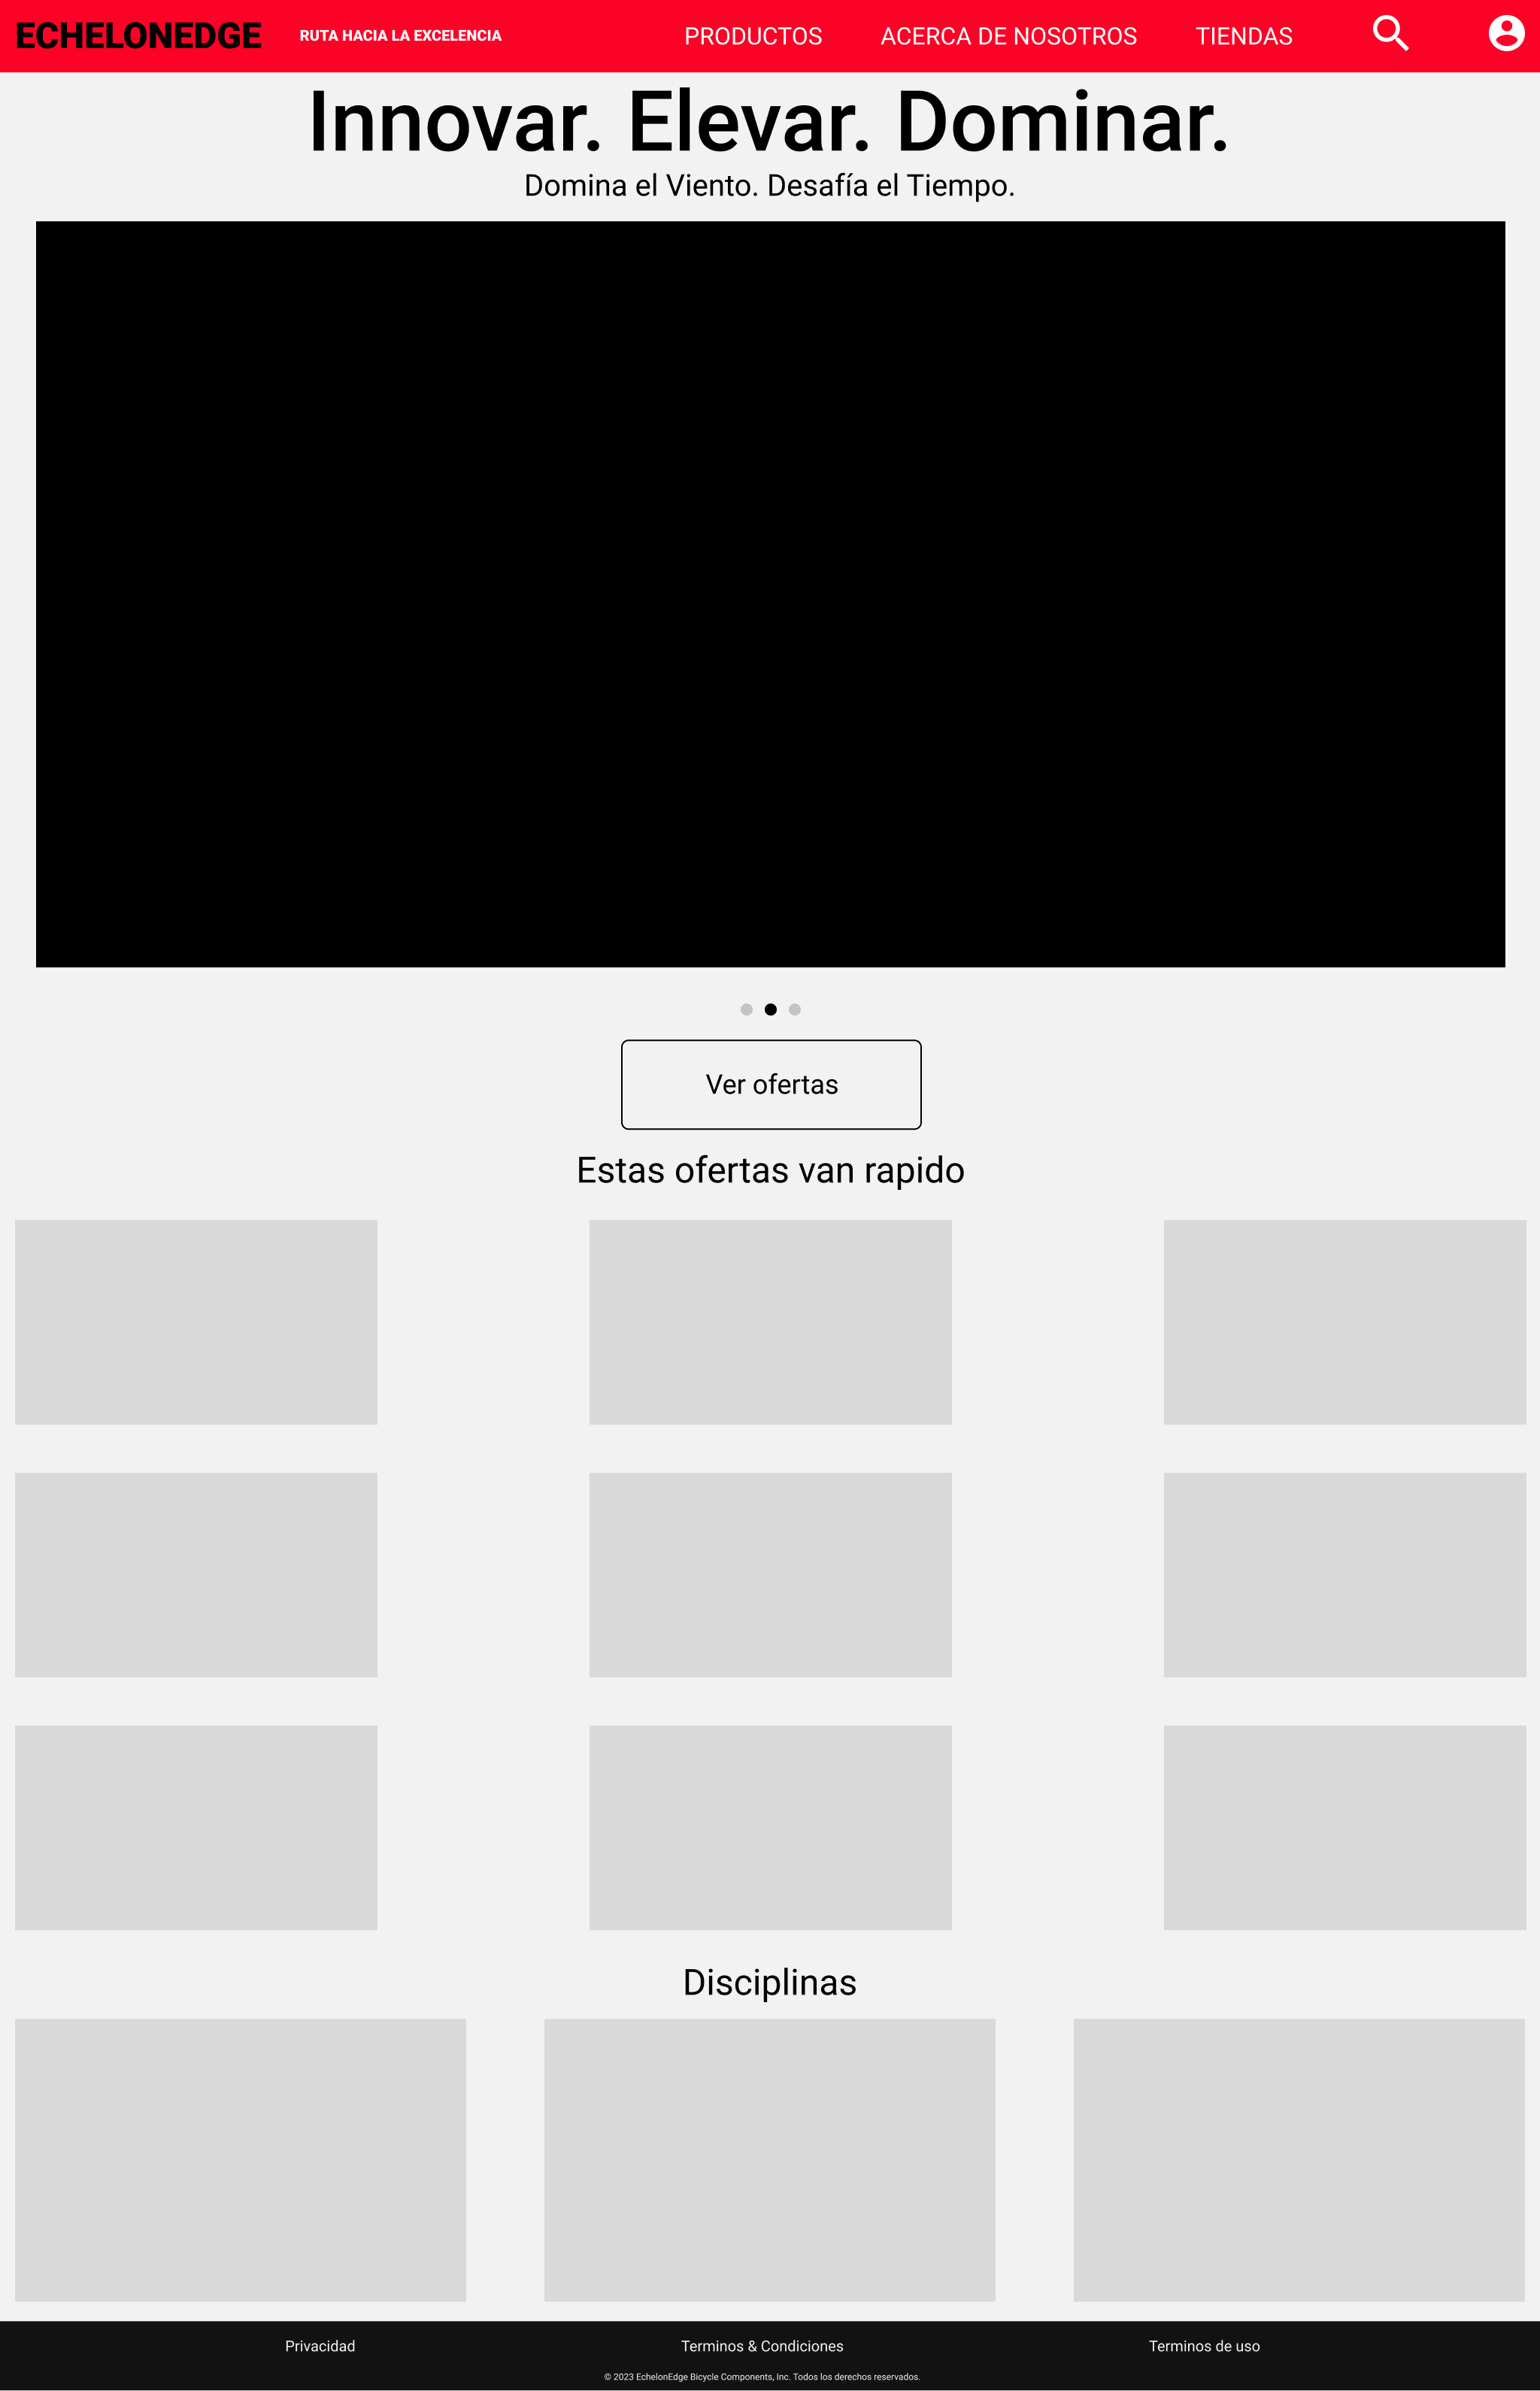 ECHELONEDGE
RUTA HACIA LA EXCELENCIA
PRODUCTOS
ACERCA DE NOSOTROS
TIENDAS
Innovar. Elevar. Dominar.
Domina el Viento. Desafía el Tiempo.
Ver ofertas
Estas ofertas van rapido
Disciplinas
Privacidad
Terminos & Condiciones
Terminos de uso
© 2023 EchelonEdge Bicycle Components, Inc. Todos los derechos reservados.